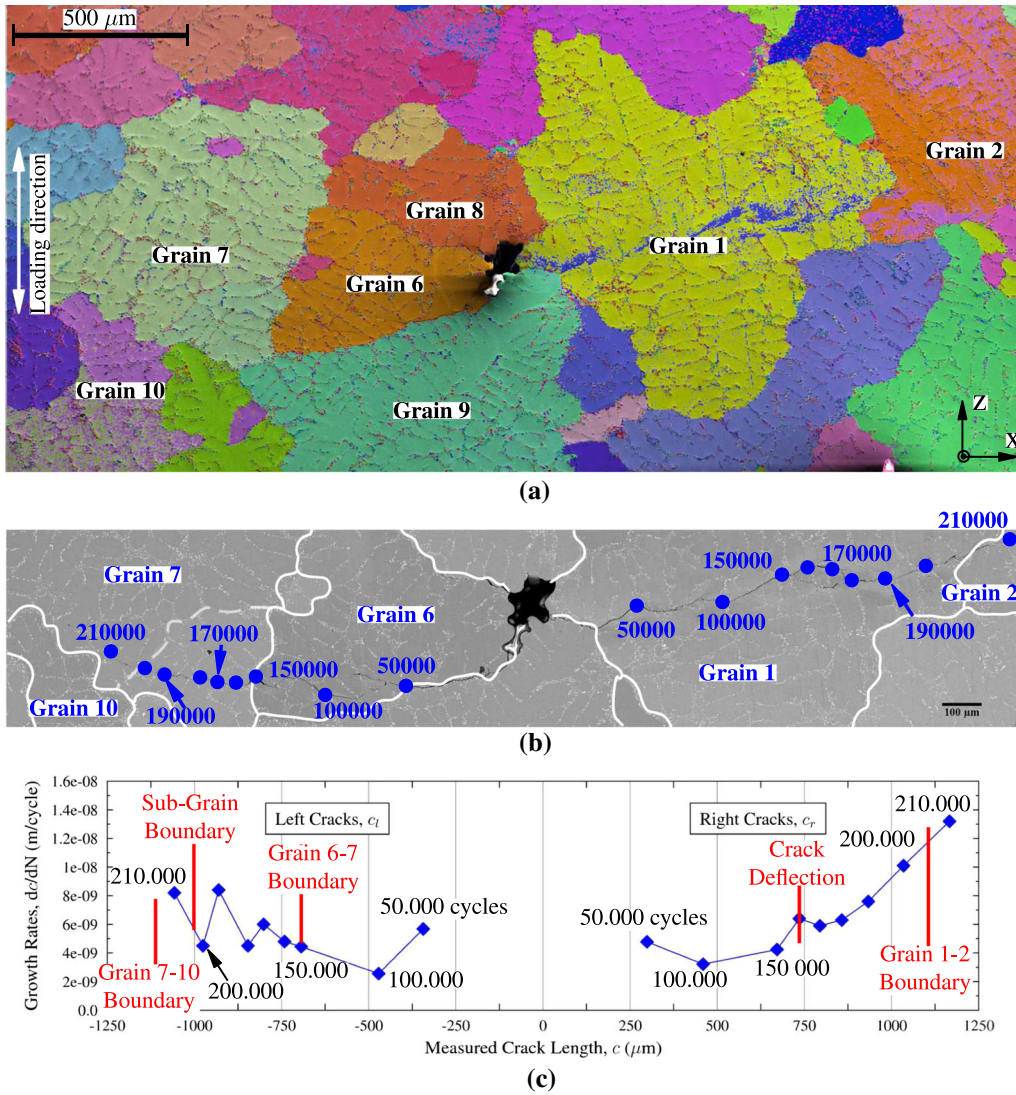 500 μm
Loading direction
Grain 2
Grain 8
Grain 1
Grain 7
Grain 6
Grain 10
Grain 9
Z
X
(a)
210000
Grain 7
150000
170000
Grain 6
170000
Grain 2
210000
50000
100000
150000
50000
190000
Grain 10
190000
100000
Grain 1
100 μm
(b)
1.6e-08
1.4e-08
1.2e-08
1e-08
8e-09
6e-09
4e-09
2e-09
0.0
Growth Rates, dc/dN (m/cycle)
Sub-Grain
Boundary
Left Cracks, cl
Grain 6-7
Boundary
210.000
50.000 cycles
Grain 7-10
Boundary
200.000
150.000
100.000
Right Cracks, cr
210.000
Crack
Deflection
200.000
50.000 cycles
100.000
150 000
Grain 1-2
Boundary
-1250 -1000 -750 -500 -250 0 250 500 750 1000 1250
Measured Crack Length, c (μm)
(c)